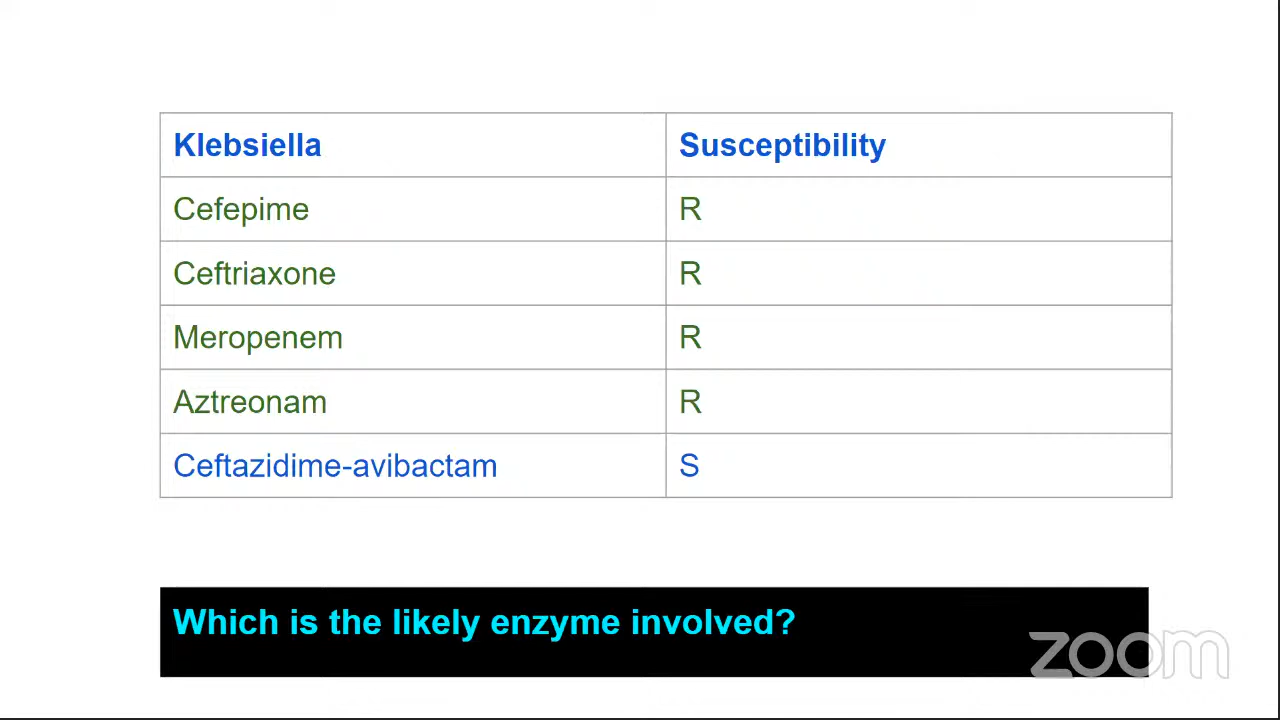 Klebsiella Susceptibility
Cefepime R
Ceftriaxone R
Meropenem R
Aztreonam R
Ceftazidime-avibactam S
Which is the likely enzyme involved?
zoom